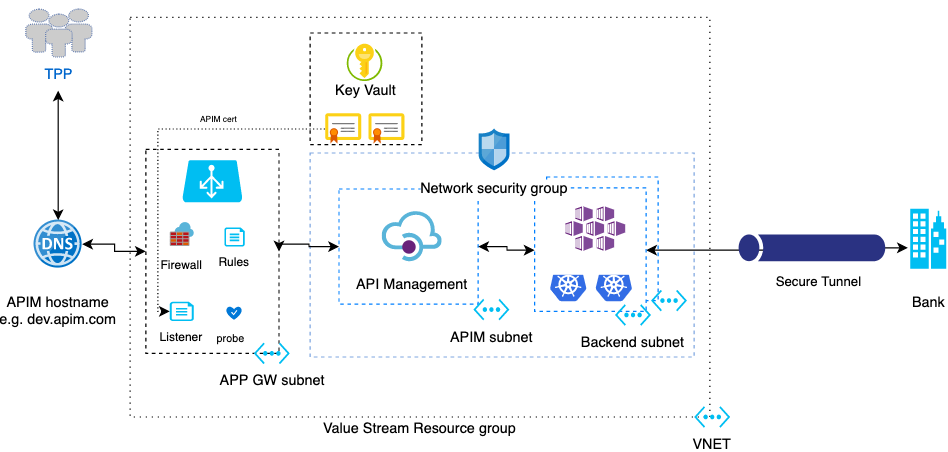 TPP
Key Vault
APIM cert
Network security group
DNS
Firewall
Rules
API Management
Listener
probe
APIM hostname
e.g. dev.apim.com
APIM subnet
Backend subnet
Secure Tunnel
Bank
APP GW subnet
Value Stream Resource group
VNET